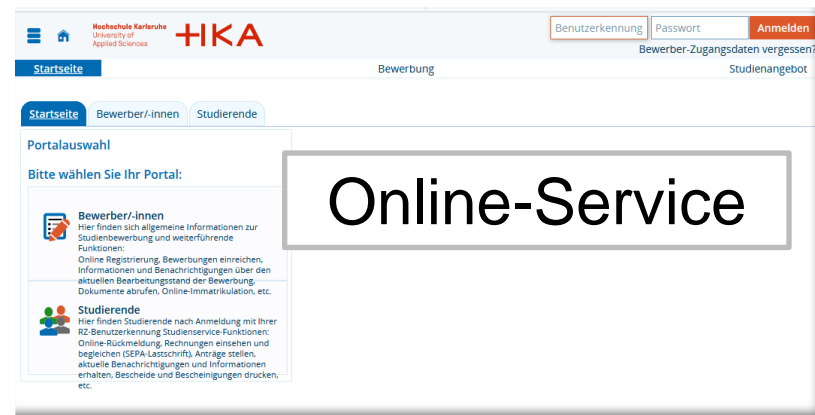 Hochschule Karlsruhe
University of
Applied Sciences
HKA
Benutzerkennung Passwort Anmelden
Bewerber-Zugangsdaten vergessen?
Startseite Bewerbung Studienangebot
Startseite Bewerber/-innen Studierende
Portalauswahl
Bitte wählen Sie Ihr Portal:
Online-Service
Bewerber/-innen
Hier finden sich allgemeine Informationen zur
Studienbewerbung und weiterführende
Funktionen:
Online Registrierung, Bewerbungen einreichen,
Informationen und Benachrichtigungen über den
aktuellen Bearbeitungsstand der Bewerbung,
Dokumente abrufen, Online-Immatrikulation, etc.
Studierende
Hier finden Studierende nach Anmeldung mit Ihrer
RZ-Benutzerkennung Studienservice-Funktionen:
Online-Rückmeldung, Rechnungen einsehen und
begleichen (SEPA-Lastschrift), Anträge stellen,
aktuelle Benachrichtigungen und Informationen
erhalten, Bescheide und Bescheinigungen drucken,
etc.